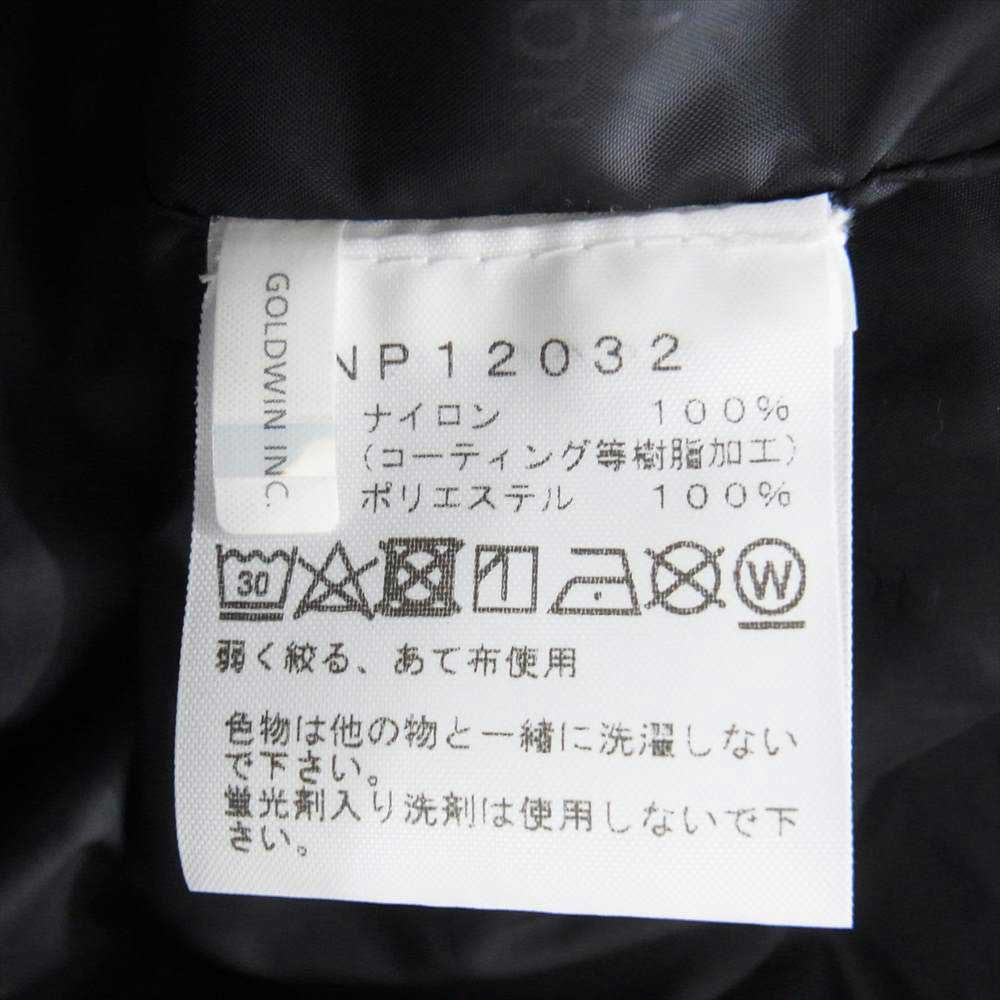 GOLDWIN INC.
NP12032
ナイロン 100%
(コーティング等樹脂加工)
ポリエステル 100%
30
W
弱く絞る、あて布使用
色物は他の物と一緒に洗濯しない
で下さい。
蛍光剤入り洗剤は使用しないで下
さい。